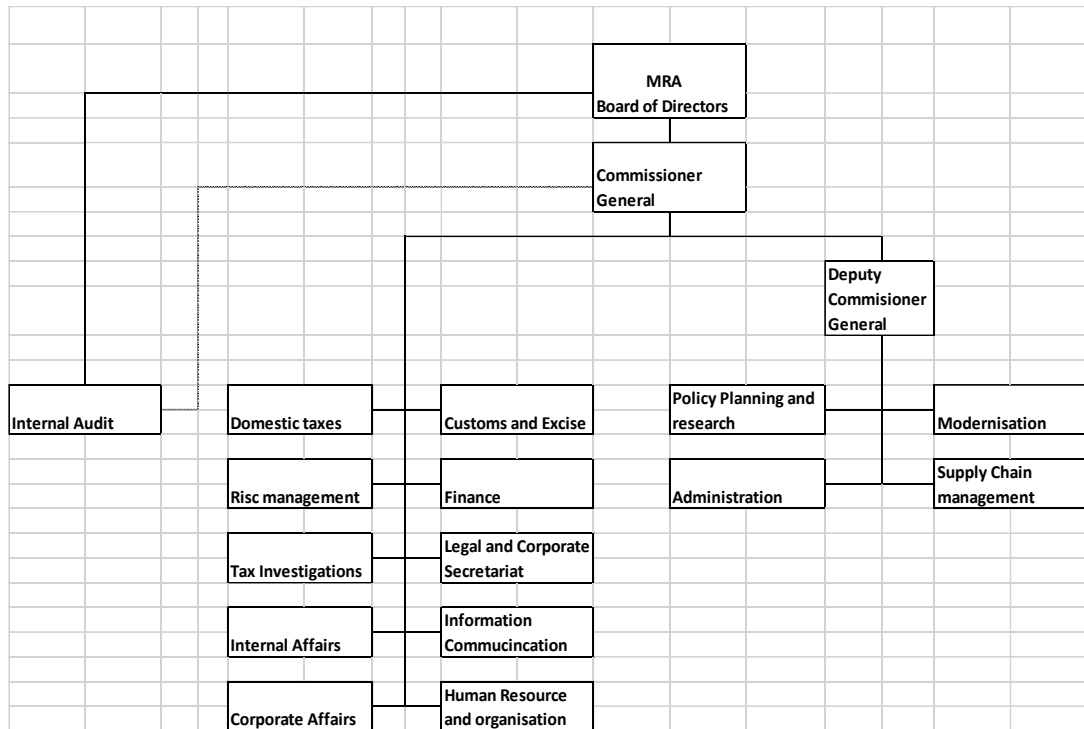 MRA
Board of Directors
Commissioner
General
Deputy
Commisioner
General
Internal Audit
Domestic taxes
Customs and Excise
Policy Planning and
research
Modernisation
Risc management
Finance
Administration
Supply Chain
management
Tax Investigations
Legal and Corporate
Secretariat
Internal Affairs
Information
Commucincation
Corporate Affairs
Human Resource
and organisation